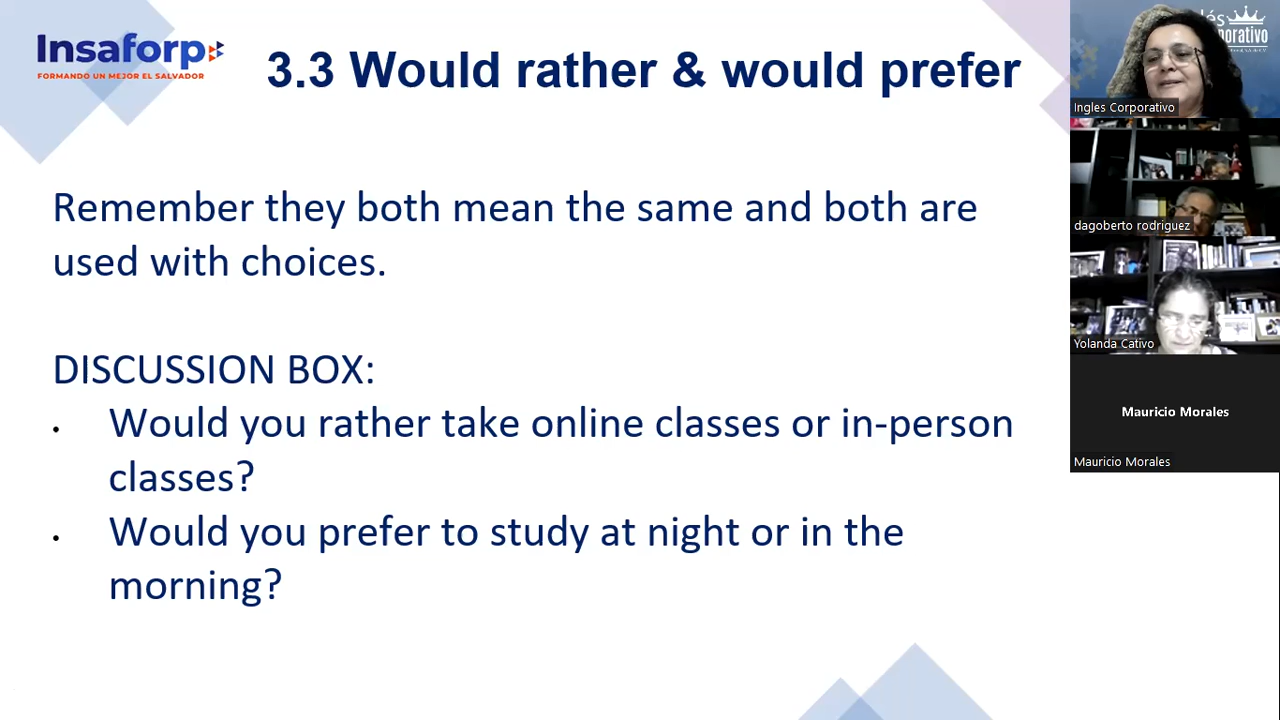 Insaforp
FORMANDO UN MEJOR EL SALVADOR
3.3 Would rather & would prefer
Remember they both mean the same and both are
used with choices.
DISCUSSION BOX:
• Would you rather take online classes or in-person
classes?
• Would you prefer to study at night or in the
morning?
Ingles Corporativo
dagoberto rodriguez
Yolanda Cativo
Mauricio Morales
Mauricio Morales